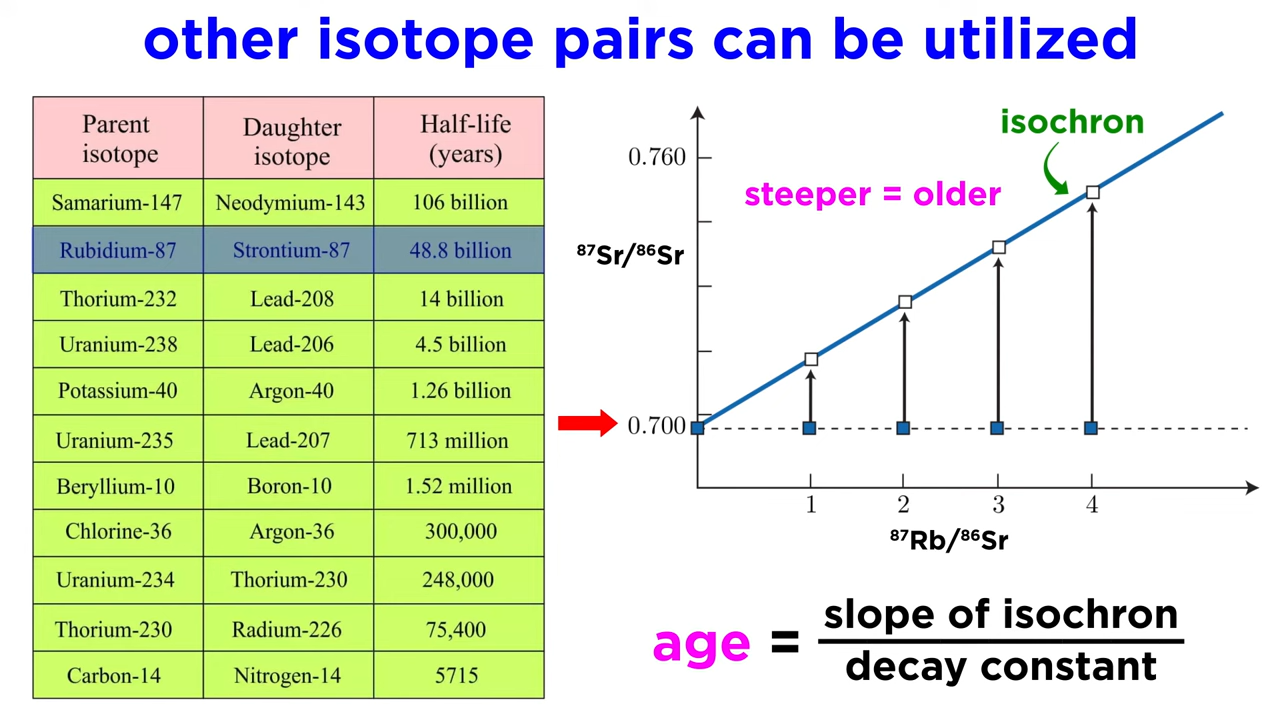 other isotope pairs can be utilized
Parent isotope Daughter isotope Half-life (years)
Samarium-147 Neodymium-143 106 billion
Rubidium-87 Strontium-87 48.8 billion
Thorium-232 Lead-208 14 billion
Uranium-238 Lead-206 4.5 billion
Potassium-40 Argon-40 1.26 billion
Uranium-235 Lead-207 713 million
Beryllium-10 Boron-10 1.52 million
Chlorine-36 Argon-36 300,000
Uranium-234 Thorium-230 248,000
Thorium-230 Radium-226 75,400
Carbon-14 Nitrogen-14 5715
isochron
0.760
steeper = older
⁸⁷Sr/⁸⁶Sr
0.700
1 2 3 4
⁸⁷Rb/⁸⁶Sr
age = slope of isochron
decay constant